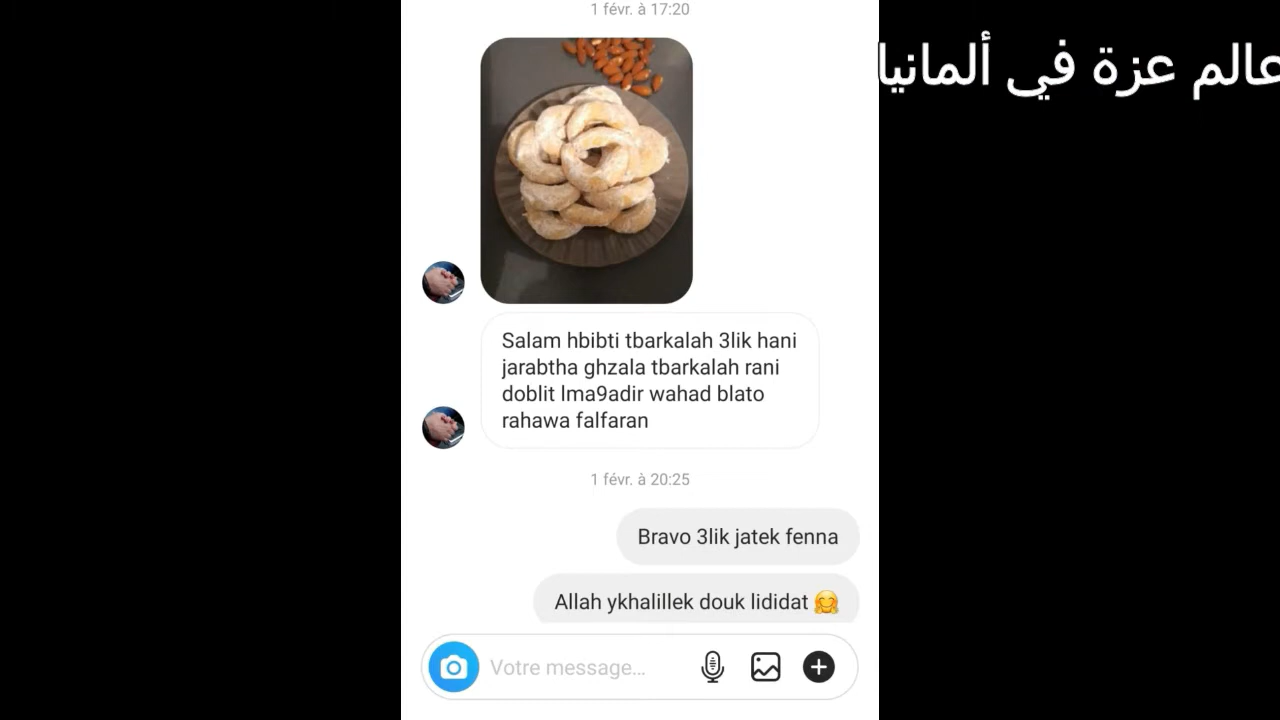 1 févr. à 17:20
عالم عزة في ألمانيا
Salam hbibti tbarkalah 3lik hani
jarabtha ghzala tbarkalah rani
doblit lma9adir wahad blato
rahawa falfaran
1 févr. à 20:25
Bravo 3lik jatek fenna
Allah ykhalillek douk lididat 🤗
Votre message...